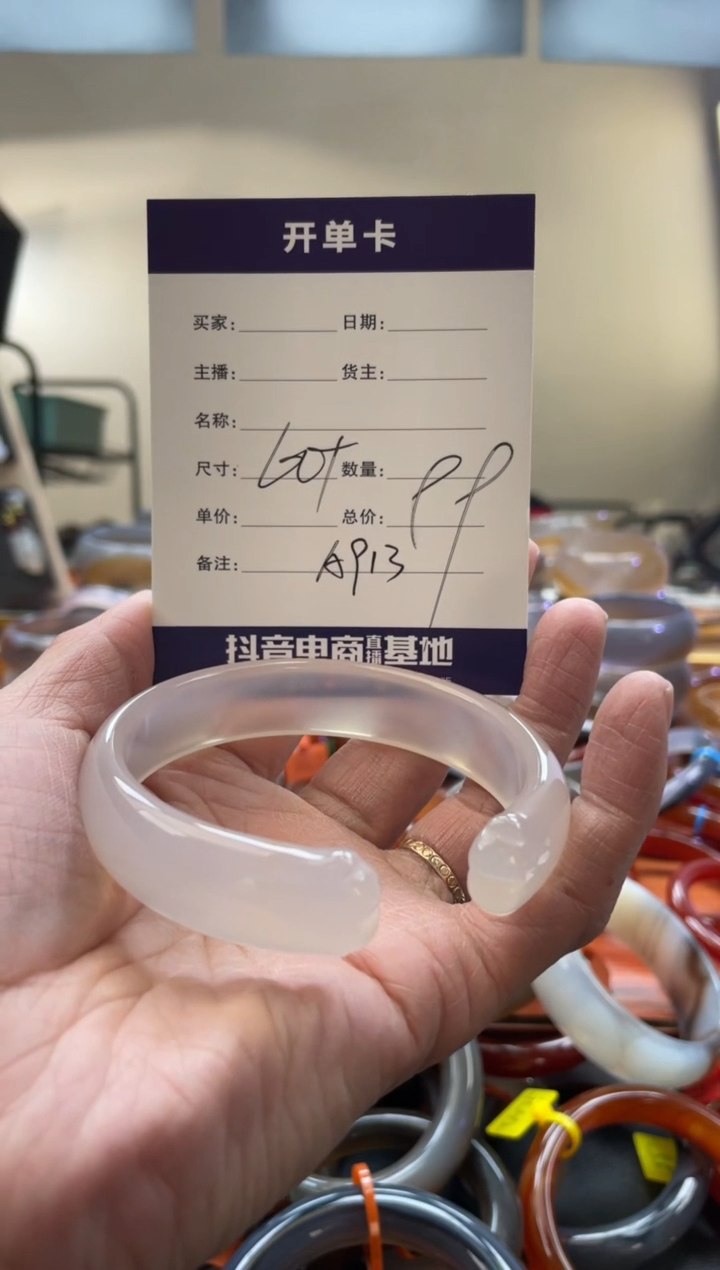 开单卡
买家: 日期:
主播: 货主:
名称:
尺寸: 60+ 数量:
单价: 总价: 99
备注: A913
抖音电商直播基地